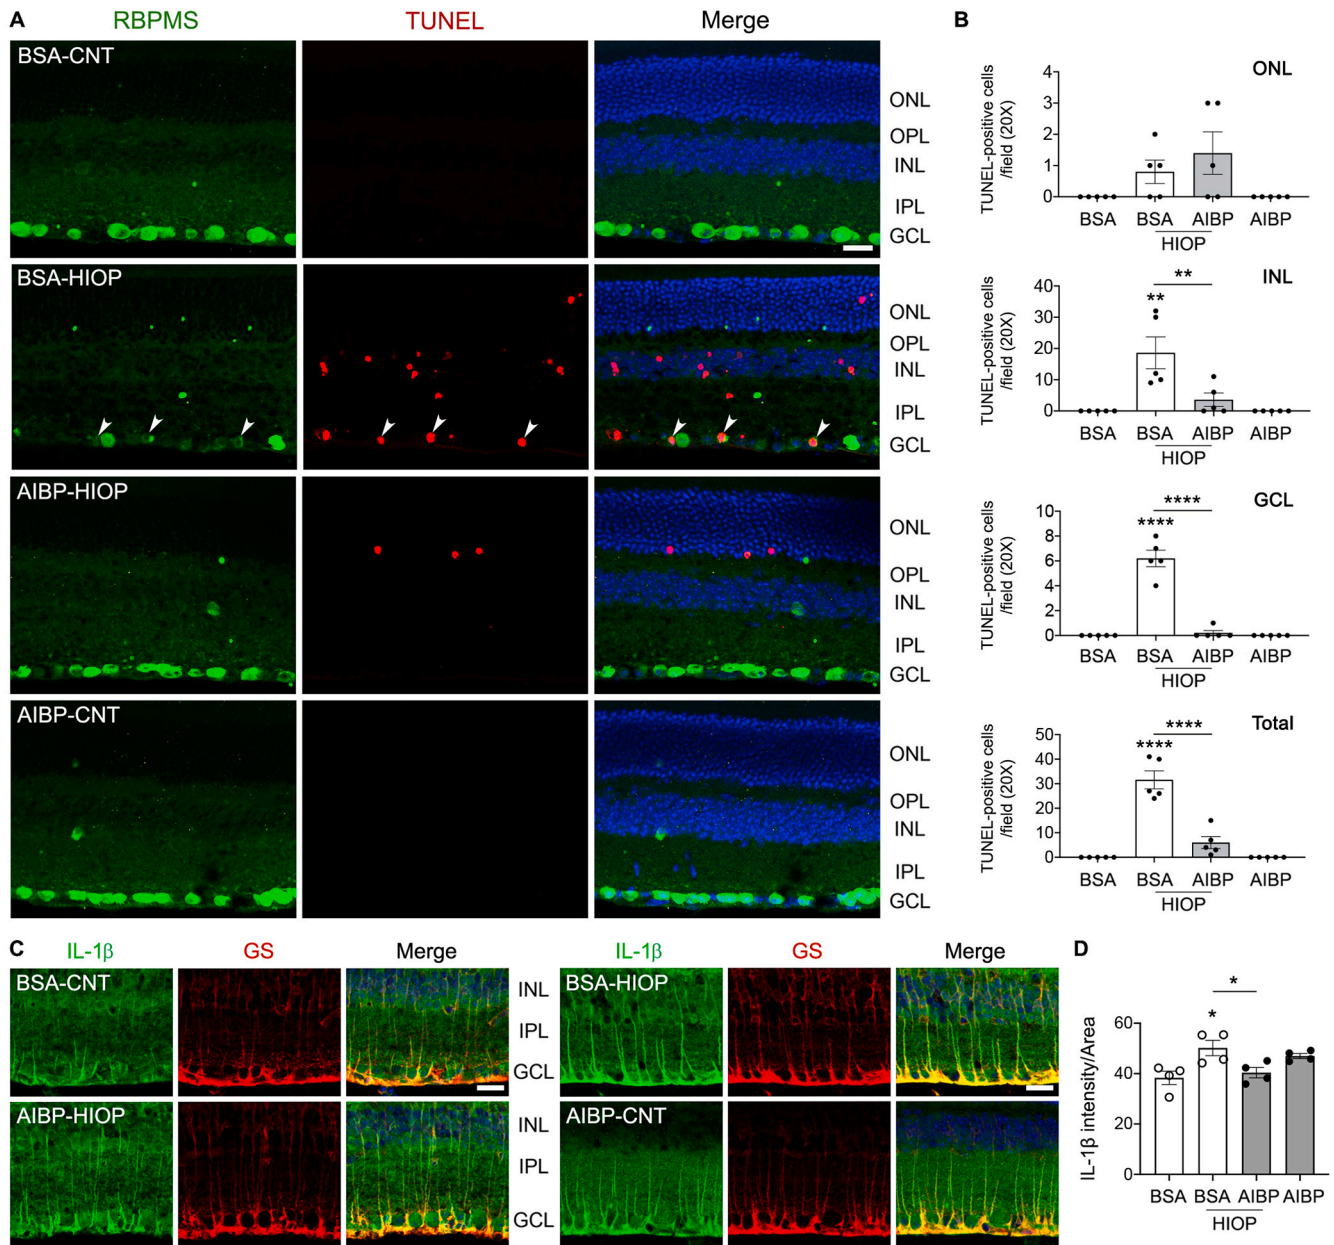 A
RBPMS
TUNEL
Merge
BSA-CNT
ONL
OPL
INL
IPL
GCL
BSA-HIOP
ONL
OPL
INL
IPL
GCL
AIBP-HIOP
ONL
OPL
INL
IPL
GCL
AIBP-CNT
ONL
OPL
INL
IPL
GCL
B
ONL
TUNEL-positive cells
/field (20X)
4
3
2
1
0
BSA BSA AIBP AIBP
HIOP
INL
TUNEL-positive cells
/field (20X)
40
30
20
10
0
**
**
BSA BSA AIBP AIBP
HIOP
GCL
TUNEL-positive cells
/field (20X)
10
8
6
4
2
0
****
****
BSA BSA AIBP AIBP
HIOP
Total
TUNEL-positive cells
/field (20X)
50
40
30
20
10
0
****
****
BSA BSA AIBP AIBP
HIOP
C
IL-1β GS Merge
BSA-CNT
INL
IPL
GCL
AIBP-HIOP
INL
IPL
GCL
IL-1β GS Merge
BSA-HIOP
AIBP-CNT
D
IL-1β intensity/Area
60
40
20
0
*
*
BSA BSA AIBP AIBP
HIOP